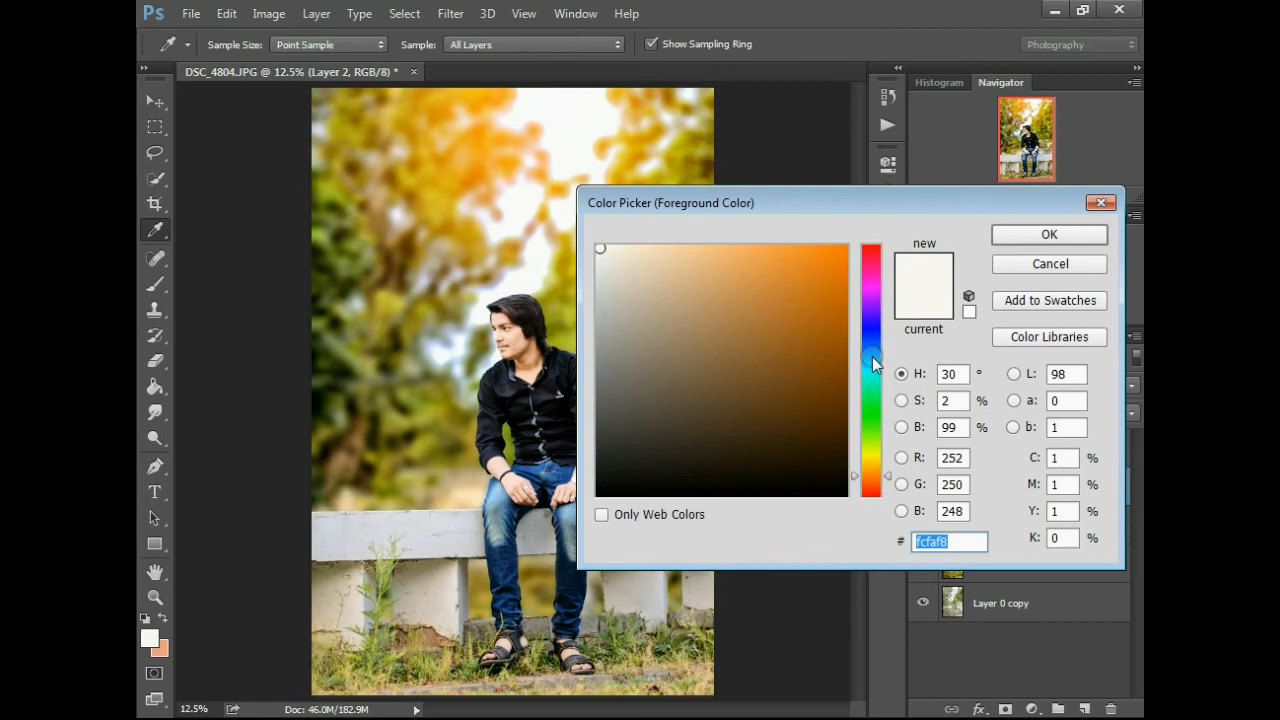 Ps File Edit Image Layer Type Select Filter 3D View Window Help
Sample Size: Point Sample Sample: All Layers Show Sampling Ring Photography
DSC_4804.JPG @ 12.5% (Layer 2, RGB/8) * ×
Histogram Navigator
Color Picker (Foreground Color)
new
current
OK
Cancel
Add to Swatches
Color Libraries
H: 30 ° L: 98
S: 2 % a: 0
B: 99 % b: 1
R: 252 C: 1 %
G: 250 M: 1 %
B: 248 Y: 1 %
# fcfaf8 K: 0 %
Only Web Colors
Layer 0 copy
12.5% Doc: 46.0M/182.9M